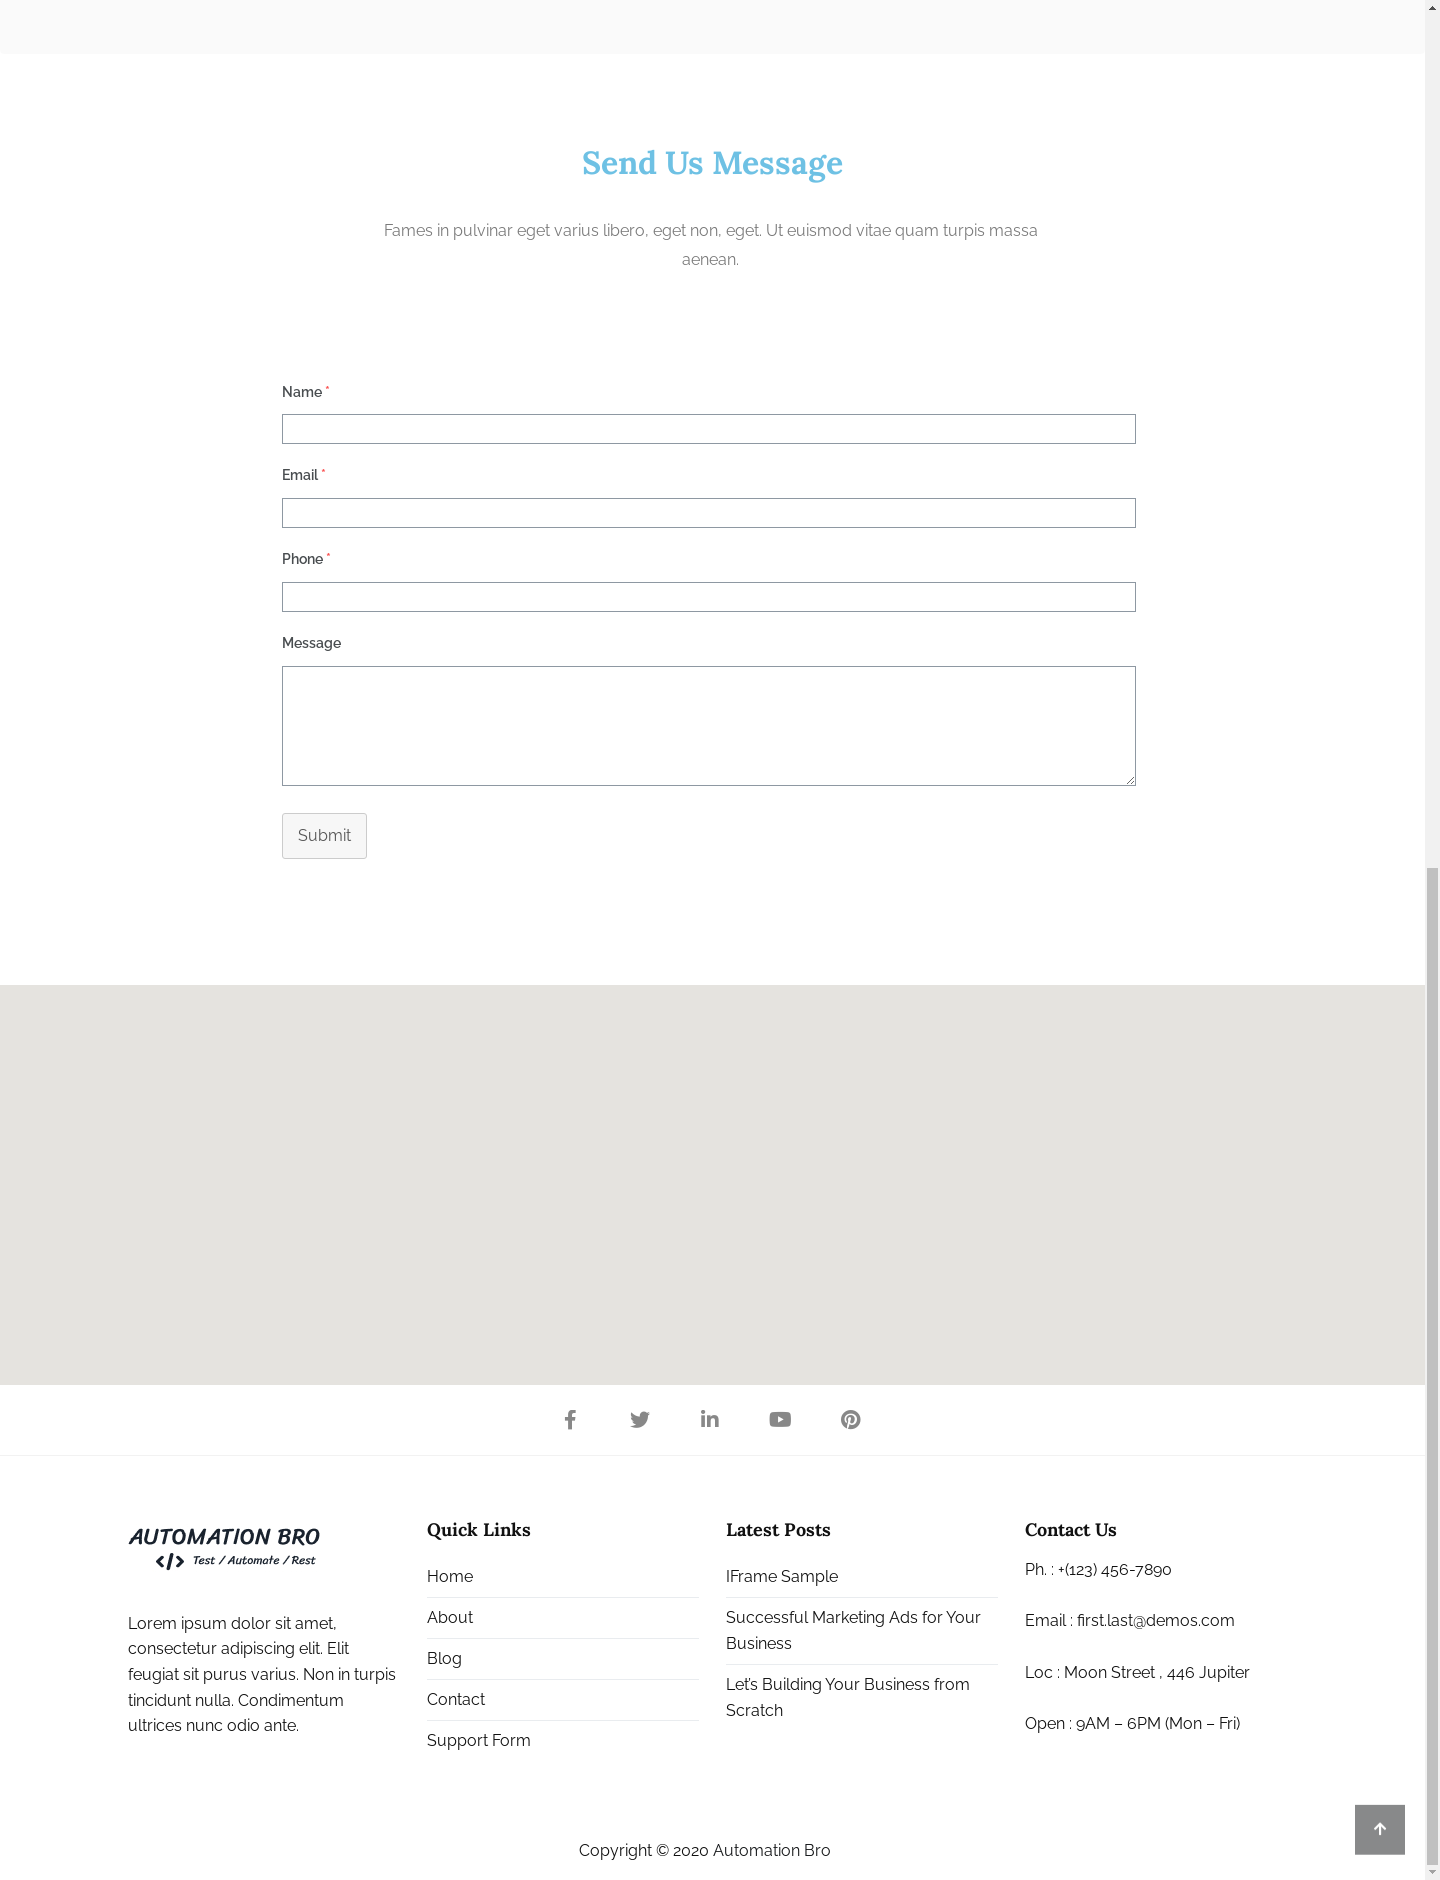 Send Us Message
Fames in pulvinar eget varius libero, eget non, eget. Ut euismod vitae quam turpis massa
aenean.
Name *
Email *
Phone *
Message
Submit
AUTOMATION BRO
</> Test / Automate / Rest
Lorem ipsum dolor sit amet,
consectetur adipiscing elit. Elit
feugiat sit purus varius. Non in turpis
tincidunt nulla. Condimentum
ultrices nunc odio ante.
Quick Links
Home
About
Blog
Contact
Support Form
Latest Posts
IFrame Sample
Successful Marketing Ads for Your
Business
Let’s Building Your Business from
Scratch
Contact Us
Ph. : +(123) 456-7890
Email : first.last@demos.com
Loc : Moon Street , 446 Jupiter
Open : 9AM – 6PM (Mon – Fri)
Copyright © 2020 Automation Bro